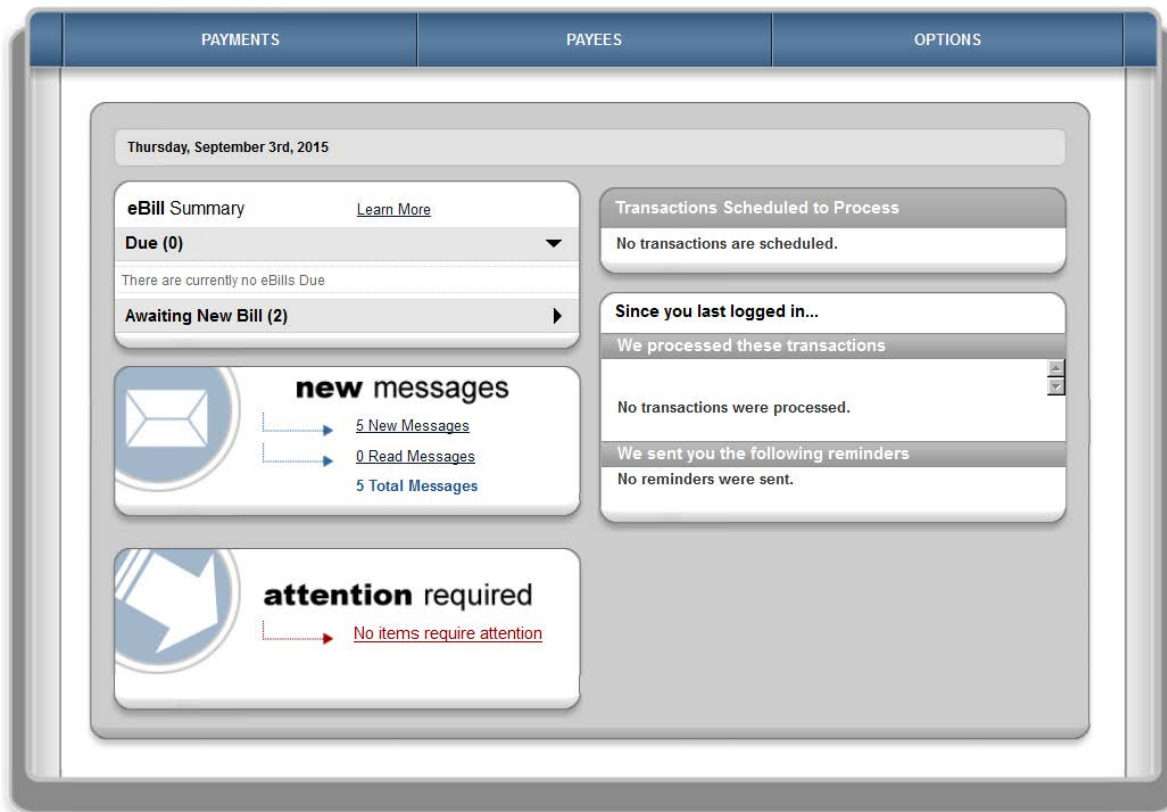 PAYMENTS PAYEES OPTIONS
Thursday, September 3rd, 2015
eBill Summary Learn More
Due (0)
There are currently no eBills Due
Awaiting New Bill (2)
new messages
5 New Messages
0 Read Messages
5 Total Messages
attention required
No items require attention
Transactions Scheduled to Process
No transactions are scheduled.
Since you last logged in...
We processed these transactions
No transactions were processed.
We sent you the following reminders
No reminders were sent.